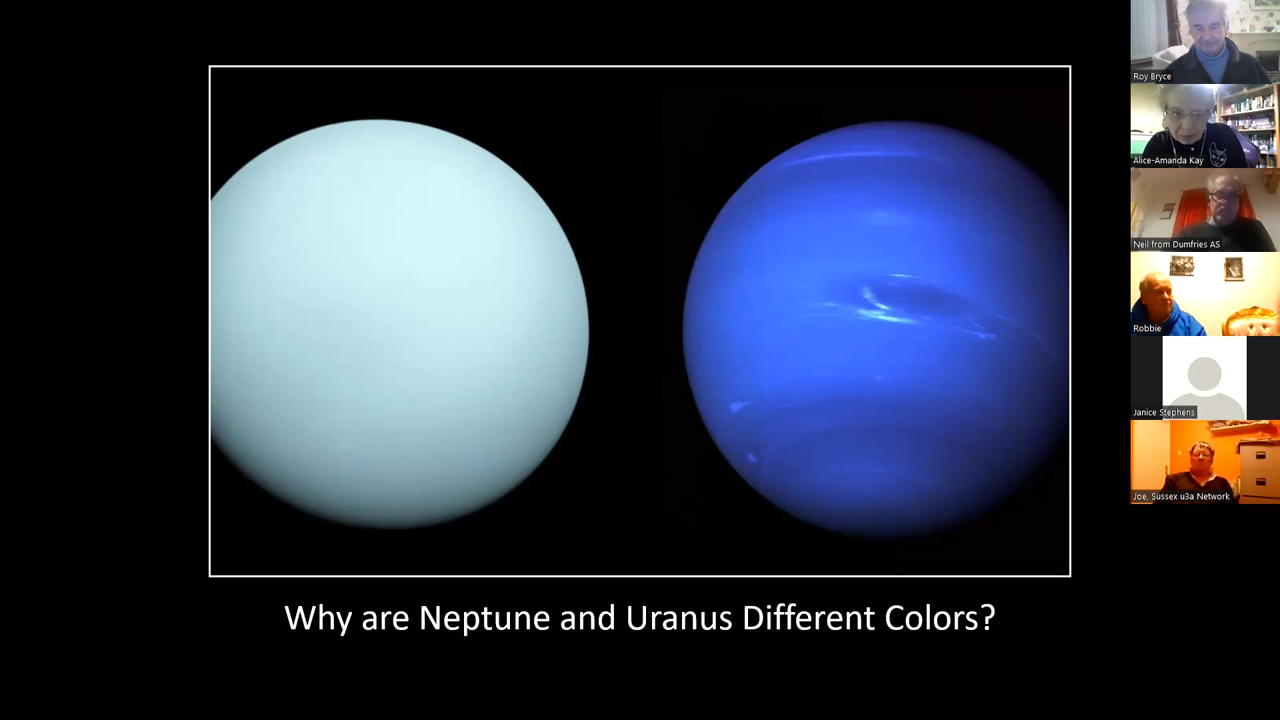 Why are Neptune and Uranus Different Colors?
Roy Bryce
Alice-Amanda Kay
Neil from Dumfries AS
Robbie
Janice Stephens
Joe, Sussex u3a Network